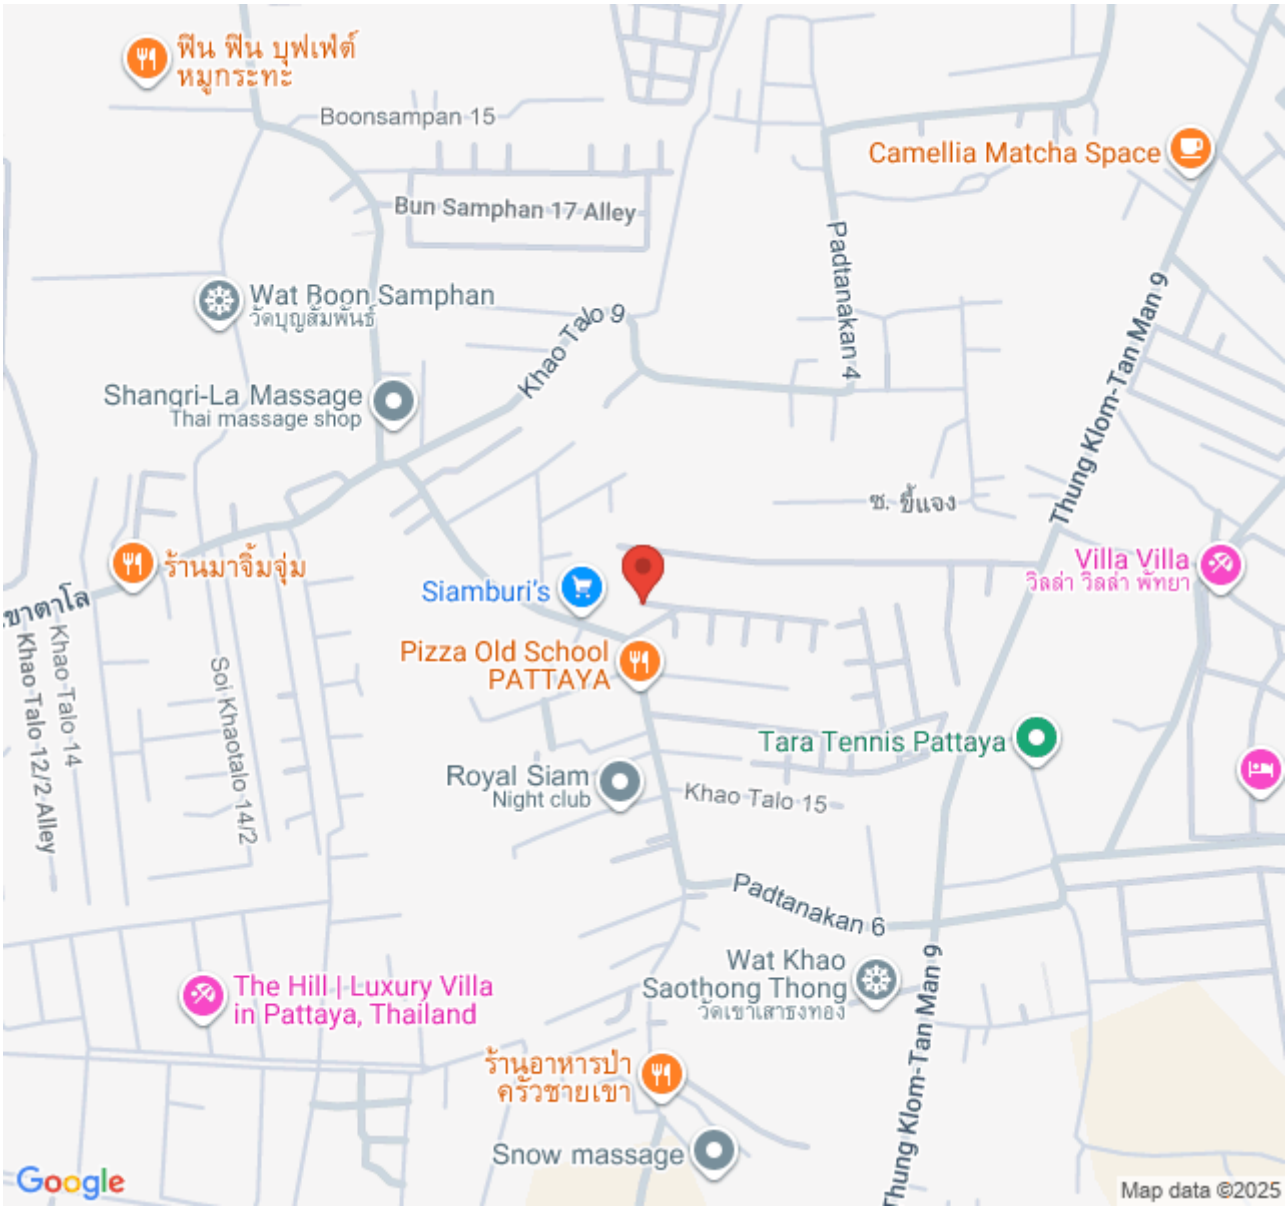 ฟิน ฟิน บุฟเฟ่ต์
หมูกระทะ
Boonsampan 15
Camellia Matcha Space
Bun Samphan 17 Alley
Padtanakan 4
Wat Boon Samphan
วัดบุญสัมพันธ์
Khao Talo 9
Thung Klom-Tan Man 9
Shangri-La Massage
Thai massage shop
ซ. ขี้แจง
ร้านมาจิ้มจุ่ม
Villa Villa
วิลล่า วิลล่า พัทยา
Siamburi's
เขาตาโล
Pizza Old School
PATTAYA
Khao-Talo-14
Khao-Talo-12/2-Alley
Soi Khaotalo 14/2
Tara Tennis Pattaya
Royal Siam
Night club
Khao Talo 15
Padtanakan 6
Wat Khao
Saothong Thong
วัดเขาเสาธงทอง
Thung Klom-Tan Man 9
The Hill | Luxury Villa
in Pattaya, Thailand
ร้านอาหารป่า
ครัวชายเขา
Snow massage
Google
Map data ©2025